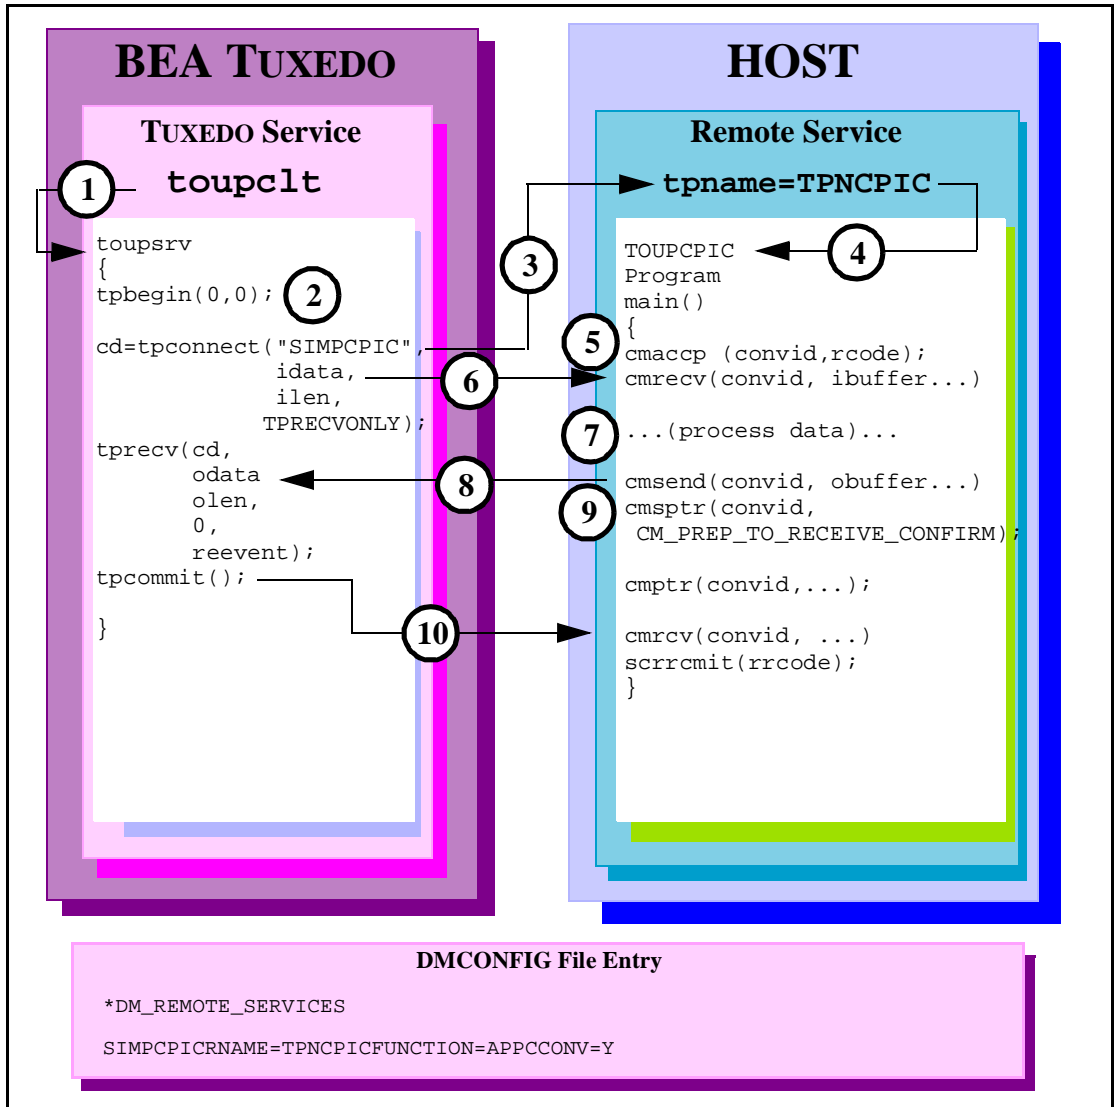 BEA TUXEDO
TUXEDO Service
toupclt
1
toupsrv
{
tpbegin(0,0);
2
cd=tpconnect("SIMPCPIC",
idata,
ilen,
TPRECVONLY);
tprecv(cd,
odata
olen,
0,
reevent);
tpcommit();
}
3
6
8
10
HOST
Remote Service
tpname=TPNCPIC
4
TOUPCPIC
Program
main()
{
5
cmaccp (convid,rcode);
cmrecv(convid, ibuffer...)
7
...(process data)...
cmsend(convid, obuffer...)
9
cmsptr(convid,
CM_PREP_TO_RECEIVE_CONFIRM);
cmptr(convid,...);
cmrcv(convid, ...)
scrrcmit(rrcode);
}
DMCONFIG File Entry
*DM_REMOTE_SERVICES
SIMPCPICRNAME=TPNCPICFUNCTION=APPCCONV=Y